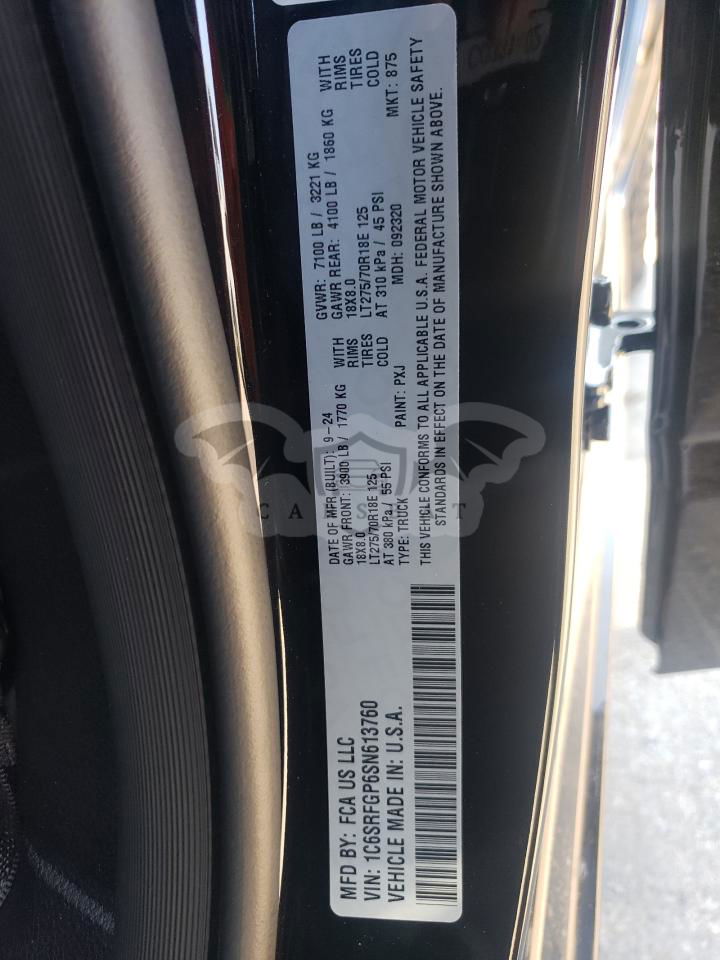 MFD BY: FCA US LLC
VIN: 1C6SRFGP6SN613760
VEHICLE MADE IN: U.S.A.
DATE OF MFR (BUILT): 9-24 GVWR: 7100 LB / 3221 KG
GAWR FRONT: 3900 LB / 1770 KG WITH GAWR REAR: 4100 LB / 1860 KG WITH
18X8.0 RIMS 18X8.0 RIMS
LT275/70R18E 125 TIRES LT275/70R18E 125 TIRES
AT 380 kPa / 55 PSI COLD AT 310 kPa / 45 PSI COLD
TYPE: TRUCK PAINT: PXJ MDH: 092320 MKT: 875
THIS VEHICLE CONFORMS TO ALL APPLICABLE U.S.A. FEDERAL MOTOR VEHICLE SAFETY
STANDARDS IN EFFECT ON THE DATE OF MANUFACTURE SHOWN ABOVE.